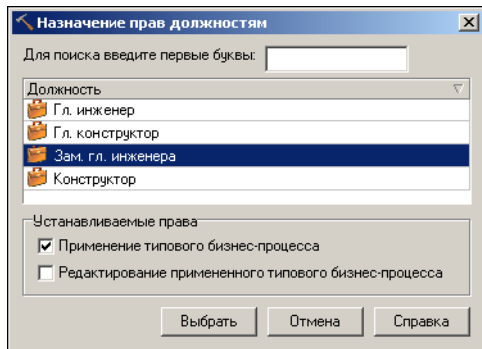 Назначение прав должностям
Для поиска введите первые буквы:
Должность
Гл. инженер
Гл. конструктор
Зам. гл. инженера
Конструктор
Устанавливаемые права
Применение типового бизнес-процесса
Редактирование примененного типового бизнес-процесса
Выбрать Отмена Справка